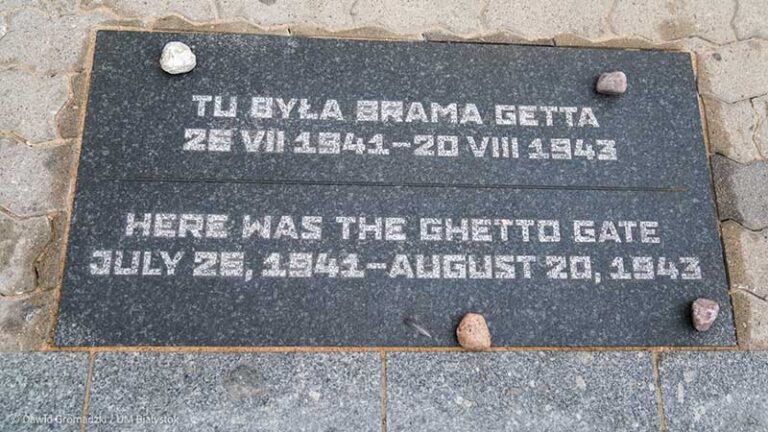 TU BYŁA BRAMA GETTA
26 VII 1941–20 VIII 1943
HERE WAS THE GHETTO GATE
JULY 26, 1941–AUGUST 20, 1943
© Dawid Gromadzki / UM Białystok